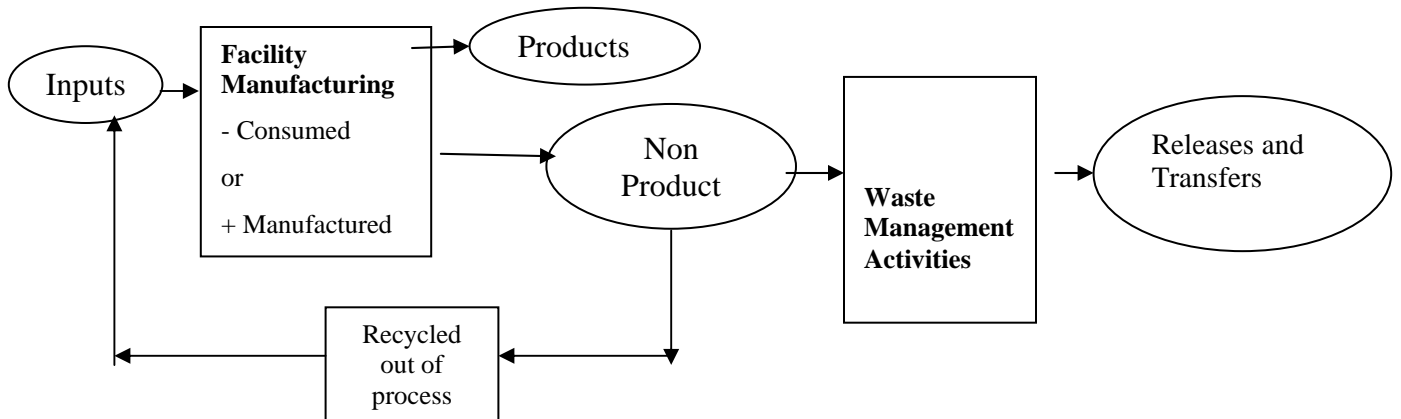 Inputs
Facility
Manufacturing
- Consumed
or
+ Manufactured
Products
Non
Product
Waste
Management
Activities
Releases and
Transfers
Recycled
out of
process